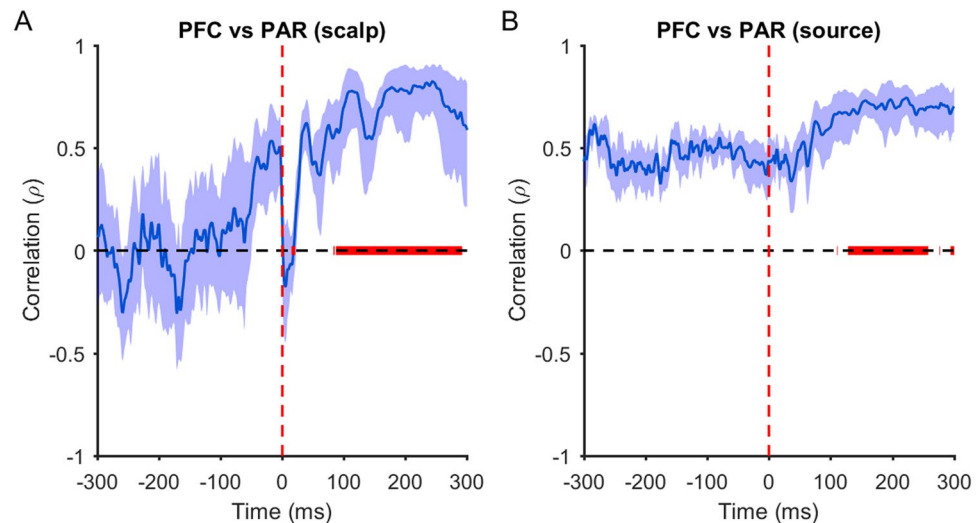 A
PFC vs PAR (scalp)
1
0.5
0
-0.5
-1
Correlation (ρ)
-300 -200 -100 0 100 200 300
Time (ms)
B
PFC vs PAR (source)
1
0.5
0
-0.5
-1
Correlation (ρ)
-300 -200 -100 0 100 200 300
Time (ms)